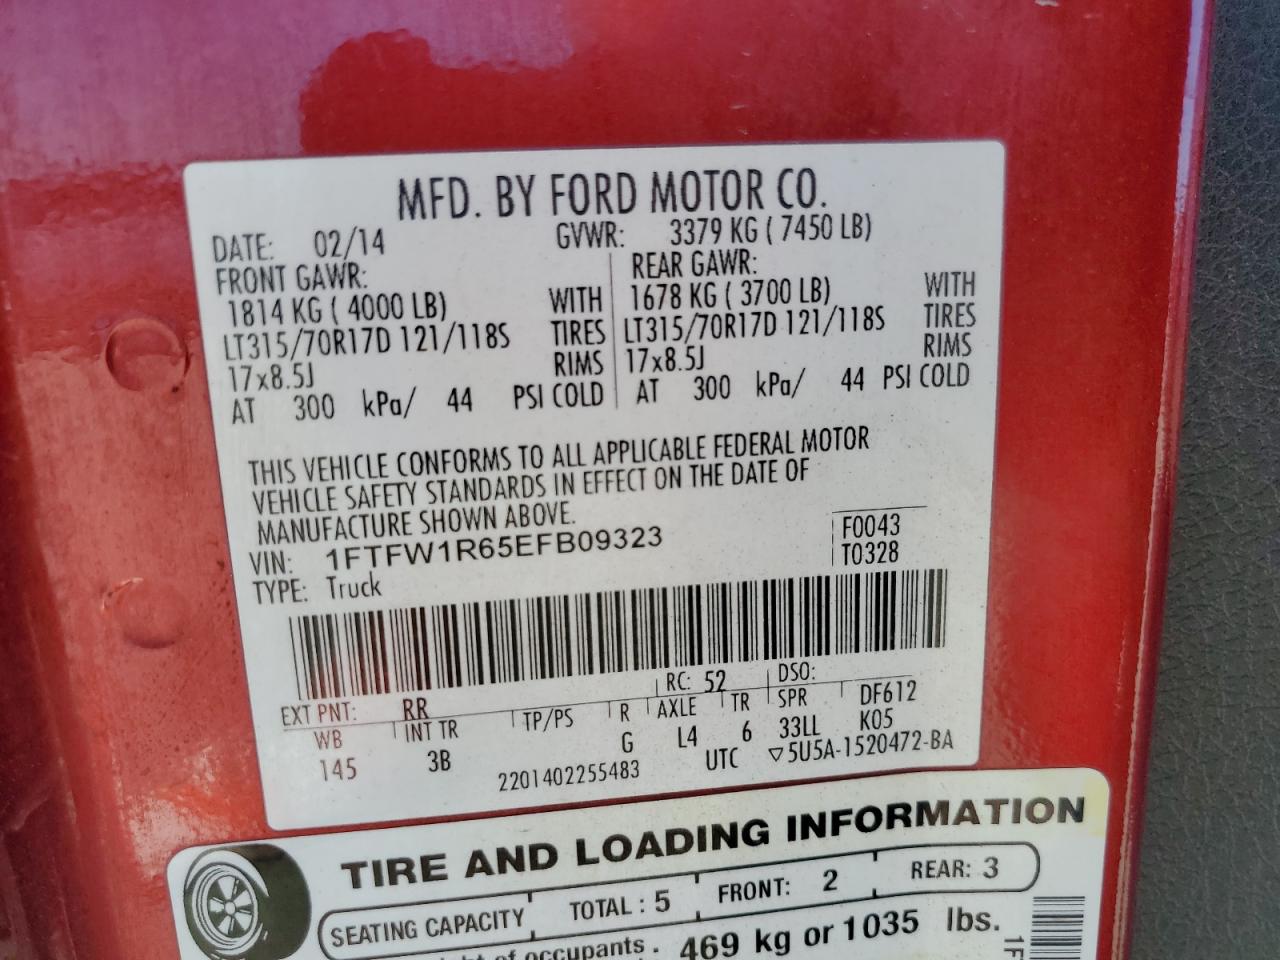 MFD. BY FORD MOTOR CO.
DATE: 02/14 GVWR: 3379 KG ( 7450 LB)
FRONT GAWR: REAR GAWR:
1814 KG ( 4000 LB) WITH 1678 KG ( 3700 LB) WITH
LT315/70R17D 121/118S TIRES LT315/70R17D 121/118S TIRES
17x8.5J RIMS 17x8.5J RIMS
AT 300 kPa/ 44 PSI COLD AT 300 kPa/ 44 PSI COLD
THIS VEHICLE CONFORMS TO ALL APPLICABLE FEDERAL MOTOR
VEHICLE SAFETY STANDARDS IN EFFECT ON THE DATE OF
MANUFACTURE SHOWN ABOVE.
VIN: 1FTFW1R65EFB09323 F0043
TYPE: Truck T0328
EXT PNT: RR RC: 52 DSO:
WB INT TR TP/PS R AXLE TR SPR DF612
145 3B G L4 6 33LL K05
2201402255483 UTC ▽5U5A-1520472-BA
TIRE AND LOADING INFORMATION
SEATING CAPACITY TOTAL : 5 FRONT: 2 REAR: 3
of occupants 469 kg or 1035 lbs.
1F